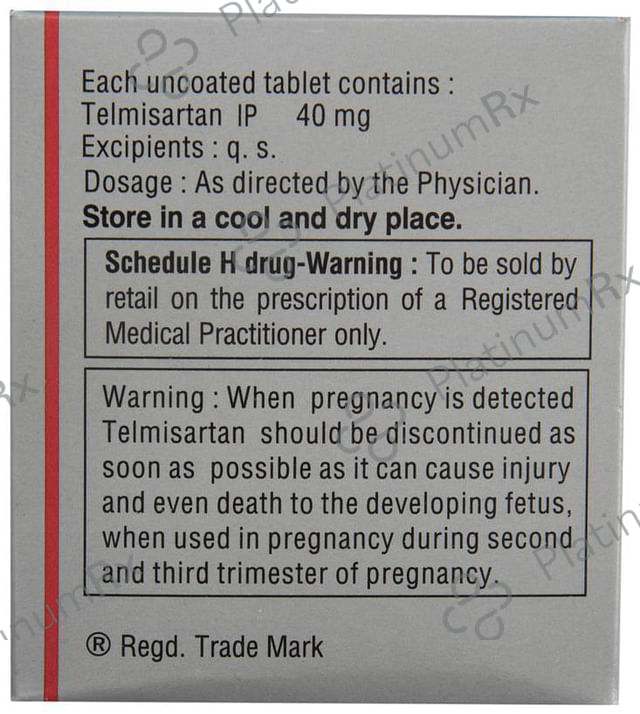 Each uncoated tablet contains :
Telmisartan IP 40 mg
Excipients : q. s.
Dosage : As directed by the Physician.
Store in a cool and dry place.
Schedule H drug-Warning : To be sold by
retail on the prescription of a Registered
Medical Practitioner only.
Warning : When pregnancy is detected
Telmisartan should be discontinued as
soon as possible as it can cause injury
and even death to the developing fetus,
when used in pregnancy during second
and third trimester of pregnancy.
® Regd. Trade Mark
PlatinumRx
PlatinumRx